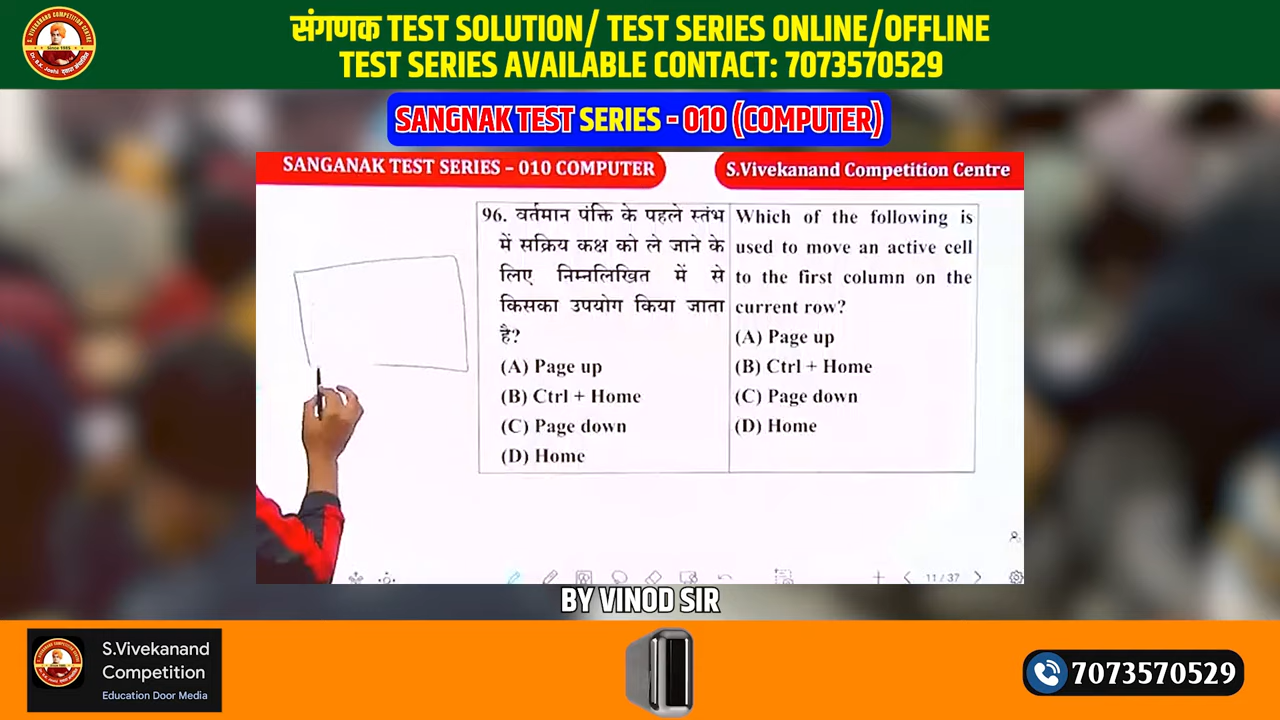 संगणक TEST SOLUTION/ TEST SERIES ONLINE/OFFLINE
TEST SERIES AVAILABLE CONTACT: 7073570529
SANGNAK TEST SERIES - 010 (COMPUTER)
SANGANAK TEST SERIES – 010 COMPUTER
S.Vivekanand Competition Centre
96. वर्तमान पंक्ति के पहले स्तंभ
में सक्रिय कक्ष को ले जाने के
लिए निम्नलिखित में से
किसका उपयोग किया जाता
है?
(A) Page up
(B) Ctrl + Home
(C) Page down
(D) Home
Which of the following is
used to move an active cell
to the first column on the
current row?
(A) Page up
(B) Ctrl + Home
(C) Page down
(D) Home
11 / 37
BY VINOD SIR
S.Vivekanand
Competition
Education Door Media
7073570529